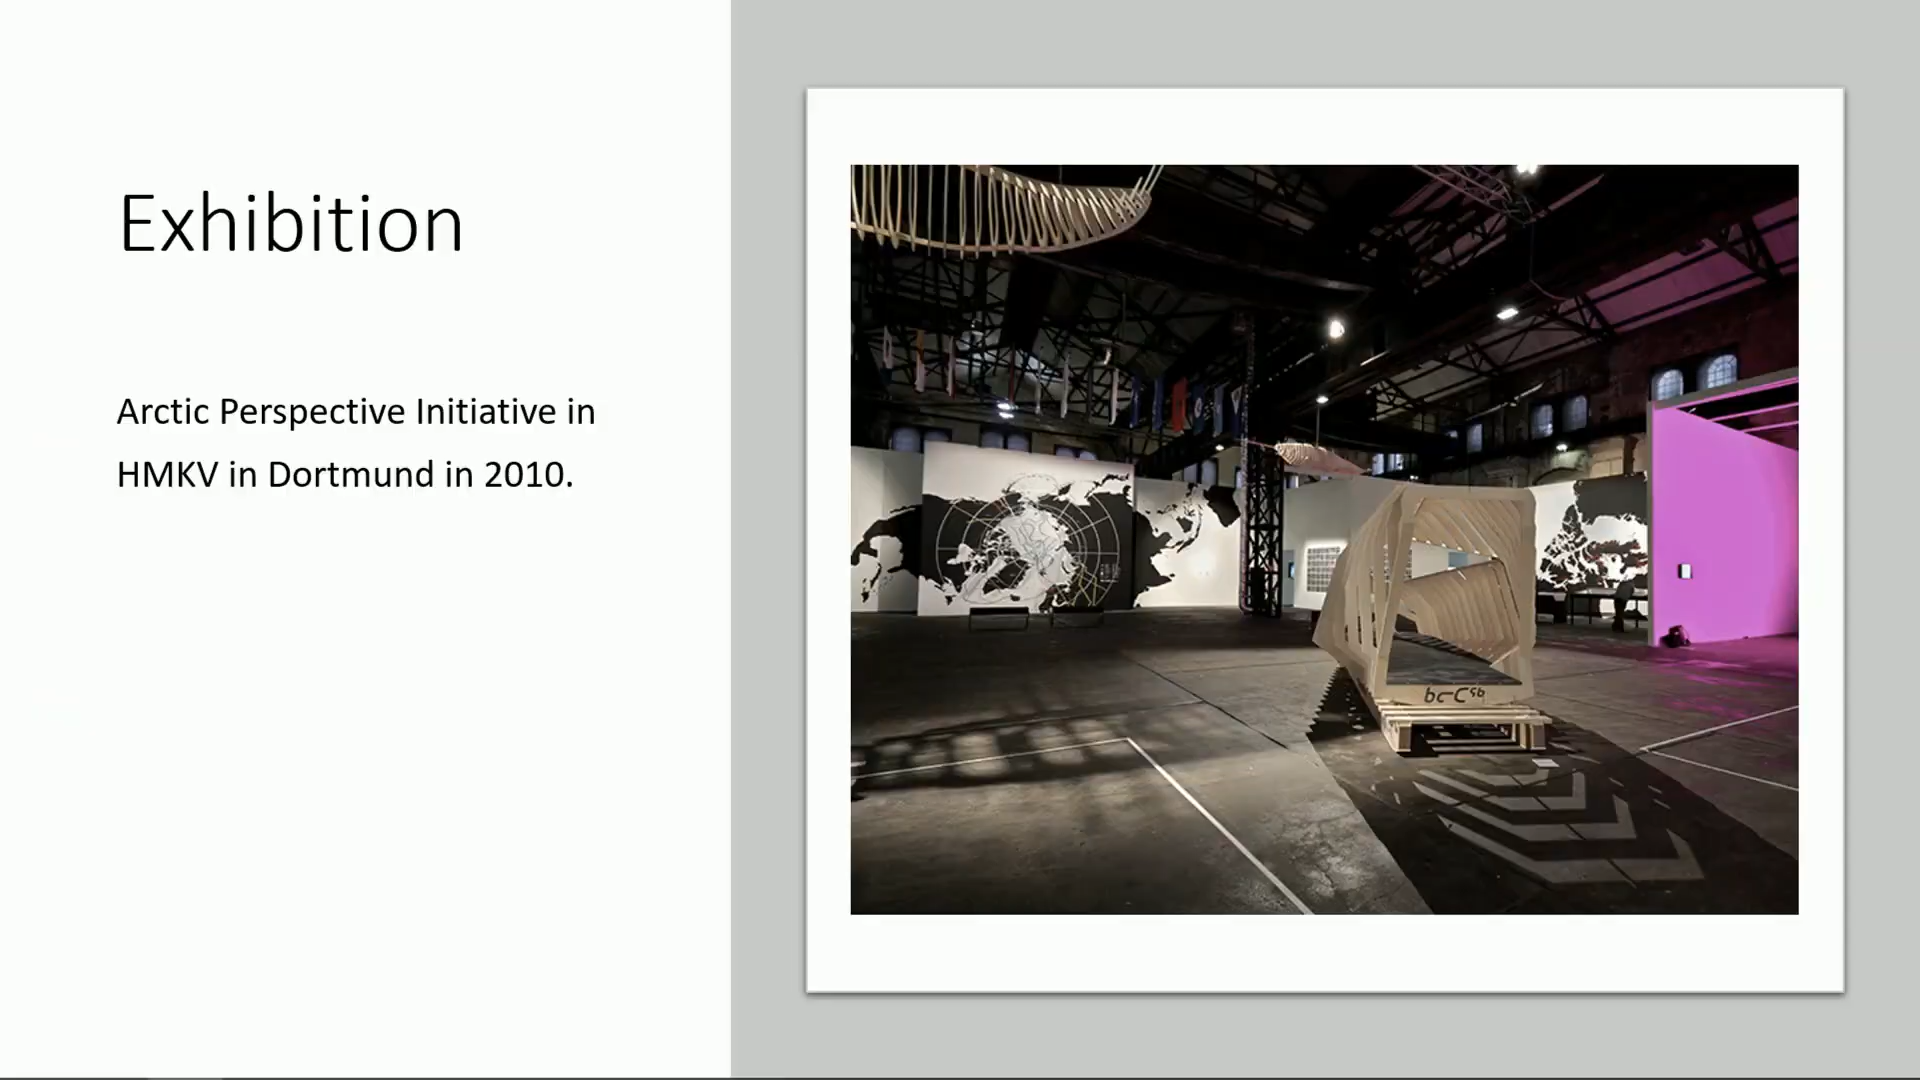 Exhibition
Arctic Perspective Initiative in
HMKV in Dortmund in 2010.